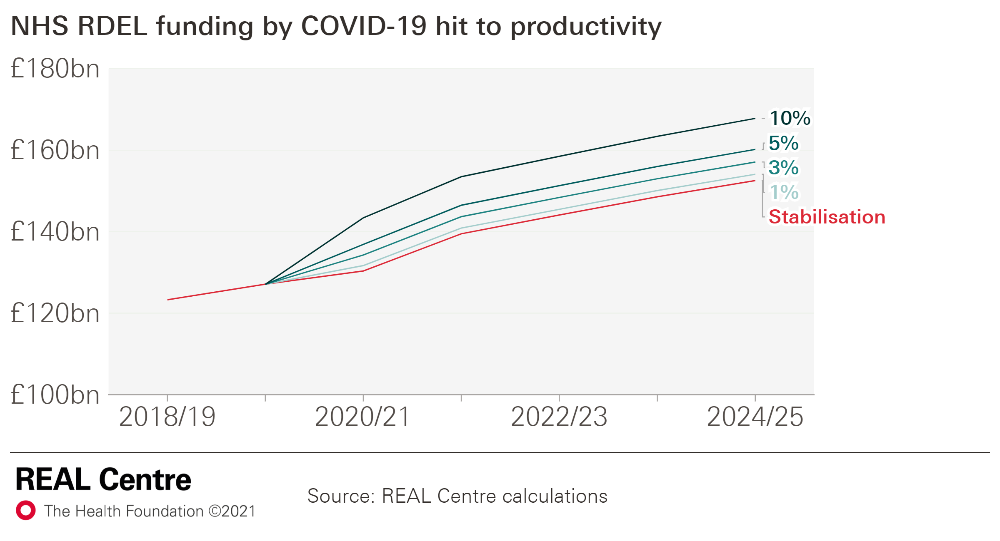 NHS RDEL funding by COVID-19 hit to productivity
£180bn
£160bn
£140bn
£120bn
£100bn
10%
5%
3%
1%
Stabilisation
2018/19 2020/21 2022/23 2024/25
REAL Centre
The Health Foundation ©2021
Source: REAL Centre calculations